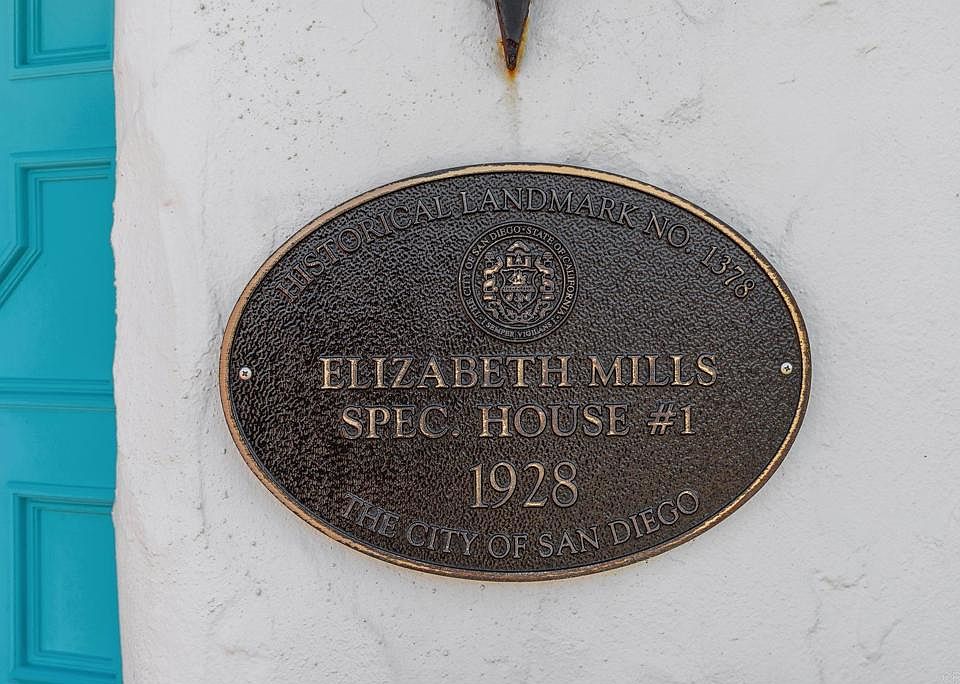 HISTORICAL LANDMARK NO. 1378
CITY OF SAN DIEGO • STATE OF CALIFORNIA
SEMPER VIGILANS
ELIZABETH MILLS
SPEC. HOUSE #1
1928
THE CITY OF SAN DIEGO